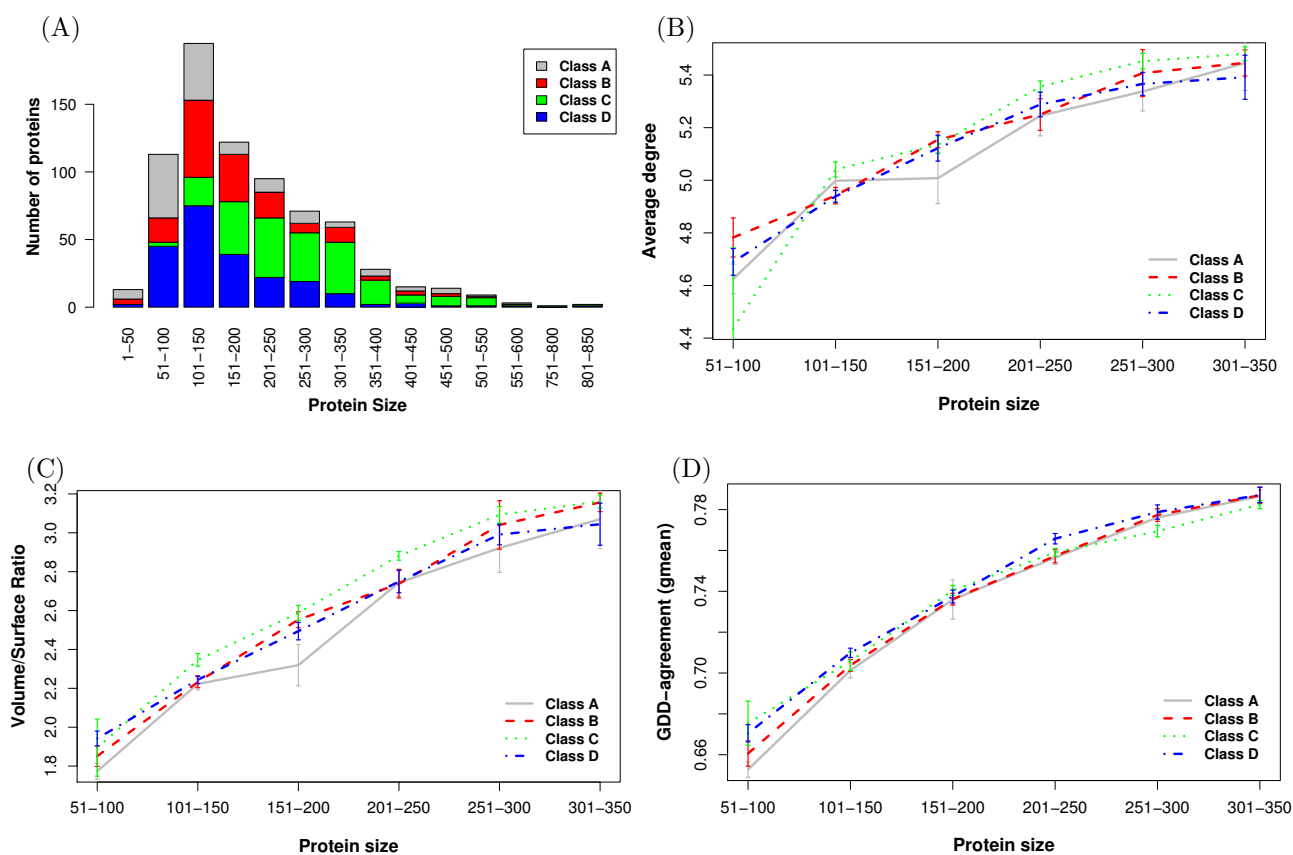 (A)
Number of proteins
150
100
50
0
Class A
Class B
Class C
Class D
1−50
51−100
101−150
151−200
201−250
251−300
301−350
351−400
401−450
451−500
501−550
551−600
751−800
801−850
Protein Size
(B)
Average degree
5.4
5.2
5.0
4.8
4.6
4.4
Class A
Class B
Class C
Class D
51−100 101−150 151−200 201−250 251−300 301−350
Protein size
(C)
Volume/Surface Ratio
3.2
3.0
2.8
2.6
2.4
2.2
2.0
1.8
Class A
Class B
Class C
Class D
51−100 101−150 151−200 201−250 251−300 301−350
Protein size
(D)
GDD−agreement (gmean)
0.78
0.74
0.70
0.66
Class A
Class B
Class C
Class D
51−100 101−150 151−200 201−250 251−300 301−350
Protein size